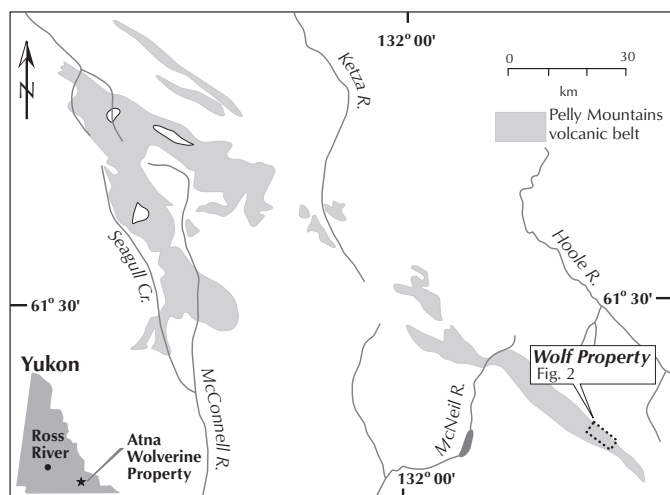 132° 00'
N
Ketza R.
0 30
km
Pelly Mountains
volcanic belt
Hoole R.
Seagull Cr.
61° 30'
61° 30'
Wolf Property
Fig. 2
Yukon
McConnell R.
McNeil R.
Ross
River
Atna
Wolverine
Property
132° 00'